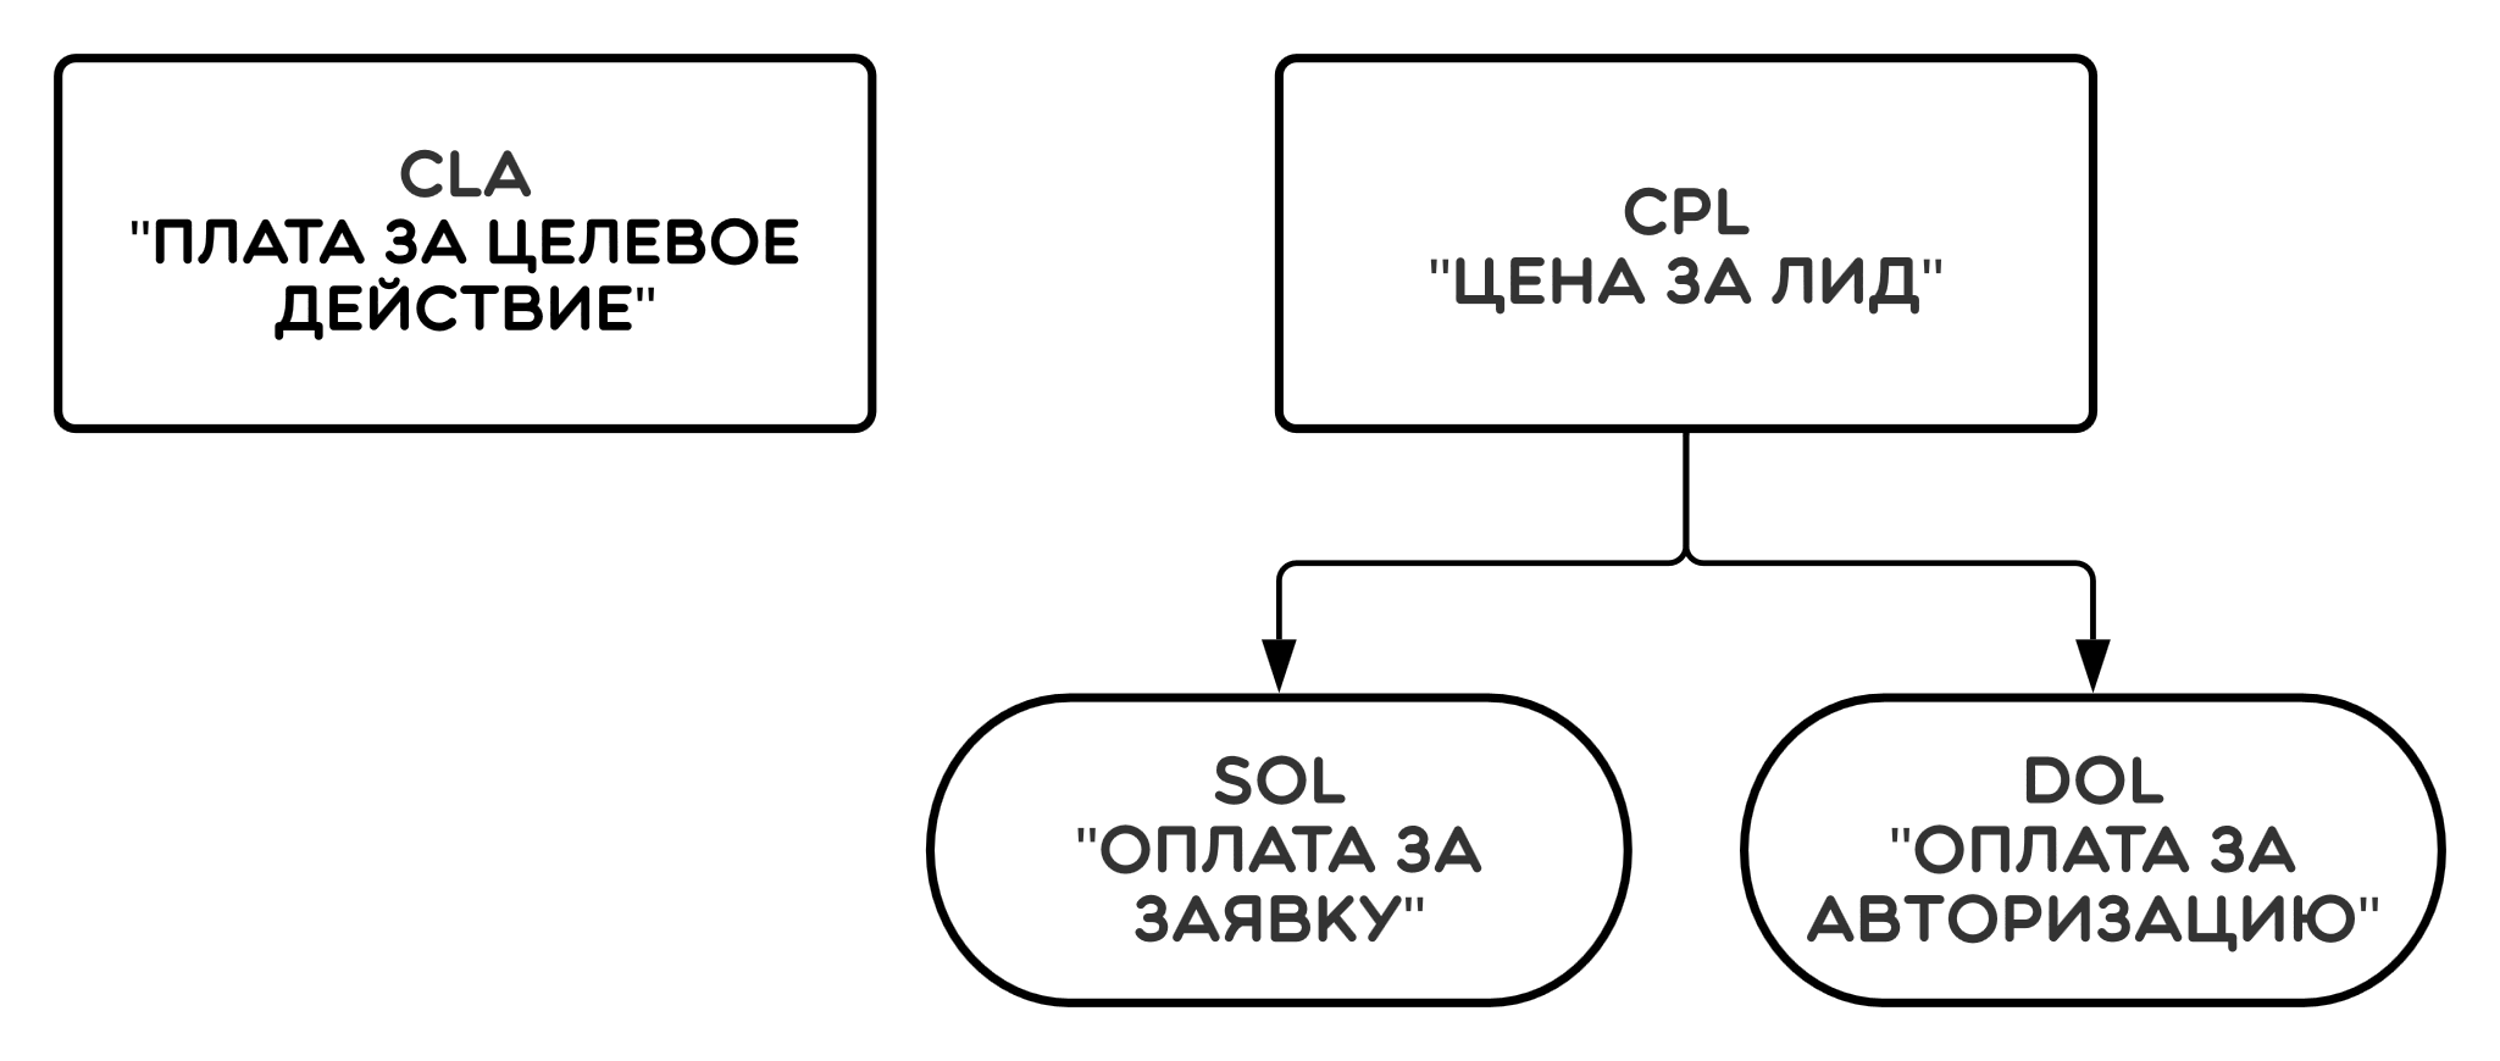 CLA
"ПЛАТА ЗА ЦЕЛЕВОЕ
ДЕЙСТВИЕ"
CPL
"ЦЕНА ЗА ЛИД"
SOL
"ОПЛАТА ЗА
ЗАЯВКУ"
DOL
"ОПЛАТА ЗА
АВТОРИЗАЦИЮ"